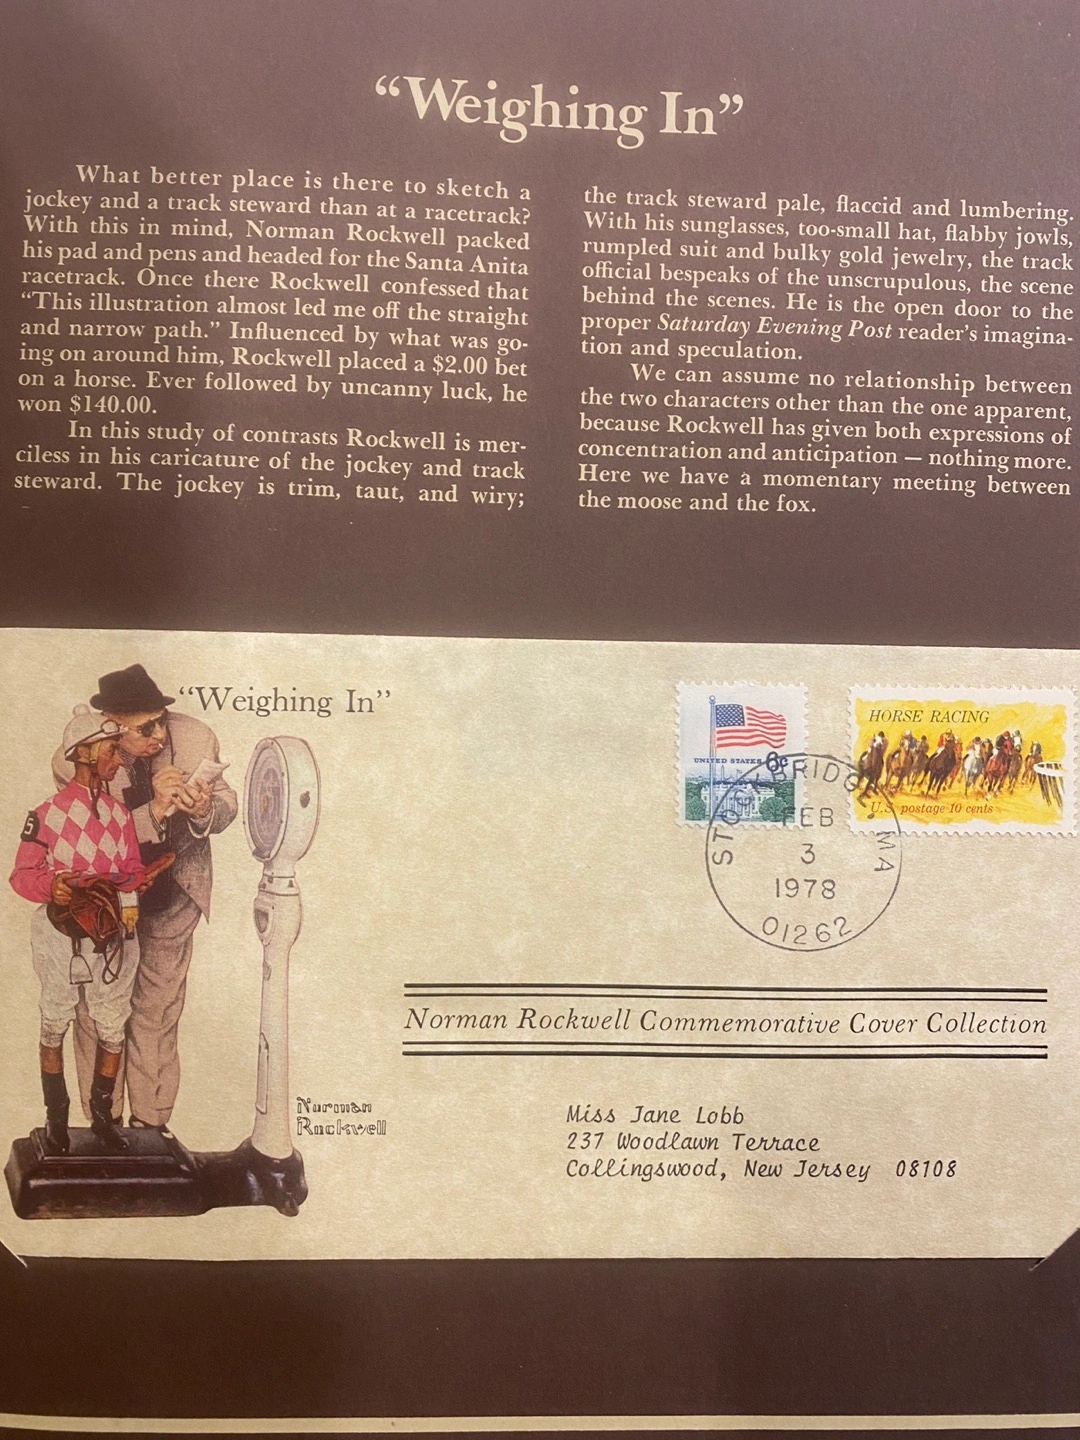 “Weighing In”
What better place is there to sketch a
jockey and a track steward than at a racetrack?
With this in mind, Norman Rockwell packed
his pad and pens and headed for the Santa Anita
racetrack. Once there Rockwell confessed that
“This illustration almost led me off the straight
and narrow path.” Influenced by what was go-
ing on around him, Rockwell placed a $2.00 bet
on a horse. Ever followed by uncanny luck, he
won $140.00.
In this study of contrasts Rockwell is mer-
ciless in his caricature of the jockey and track
steward. The jockey is trim, taut, and wiry;
the track steward pale, flaccid and lumbering.
With his sunglasses, too-small hat, flabby jowls,
rumpled suit and bulky gold jewelry, the track
official bespeaks of the unscrupulous, the scene
behind the scenes. He is the open door to the
proper Saturday Evening Post reader’s imagina-
tion and speculation.
We can assume no relationship between
the two characters other than the one apparent,
because Rockwell has given both expressions of
concentration and anticipation — nothing more.
Here we have a momentary meeting between
the moose and the fox.
“Weighing In”
5
UNITED STATES 6c
HORSE RACING
U.S. postage 10 cents
STOCKBRIDGE, MA
FEB
3
1978
01262
Norman Rockwell Commemorative Cover Collection
Norman
Rockwell
Miss Jane Lobb
237 Woodlawn Terrace
Collingswood, New Jersey 08108